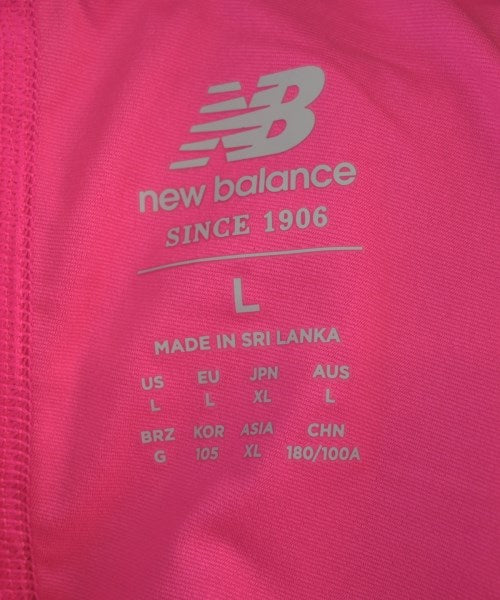 NB
new balance
SINCE 1906
L
MADE IN SRI LANKA
US EU JPN AUS
L L XL L
BRZ KOR ASIA CHN
G 105 XL 180/100A